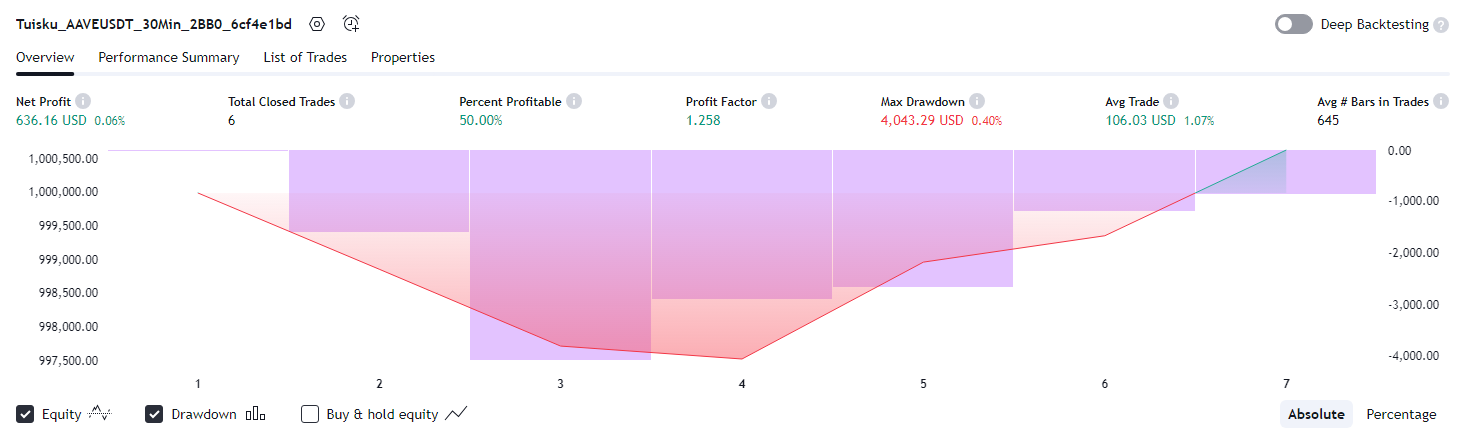 Tuisku_AAVEUSDT_30Min_2BB0_6cf4e1bd Deep Backtesting
Overview Performance Summary List of Trades Properties
Net Profit Total Closed Trades Percent Profitable Profit Factor Max Drawdown Avg Trade Avg # Bars in Trades
636.16 USD 0.06% 6 50.00% 1.258 4,043.29 USD 0.40% 106.03 USD 1.07% 645
1,000,500.00 0.00
1,000,000.00 -1,000.00
999,500.00
999,000.00 -2,000.00
998,500.00 -3,000.00
998,000.00
997,500.00 -4,000.00
1 2 3 4 5 6 7
Equity Drawdown Buy & hold equity Absolute Percentage